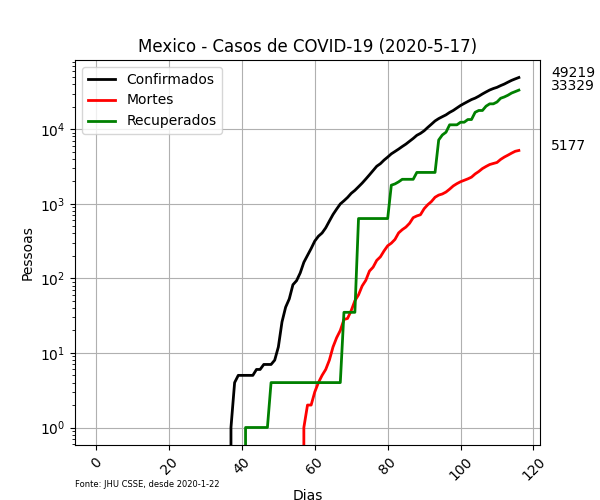 Mexico - Casos de COVID-19 (2020-5-17)
Confirmados
Mortes
Recuperados
49219
33329
5177
10⁴
10³
10²
10¹
10⁰
Pessoas
0 20 40 60 80 100 120
Fonte: JHU CSSE, desde 2020-1-22
Dias